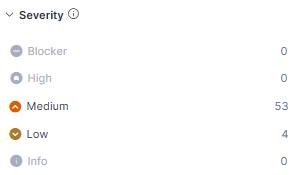 Severity
Blocker 0
High 0
Medium 53
Low 4
Info 0